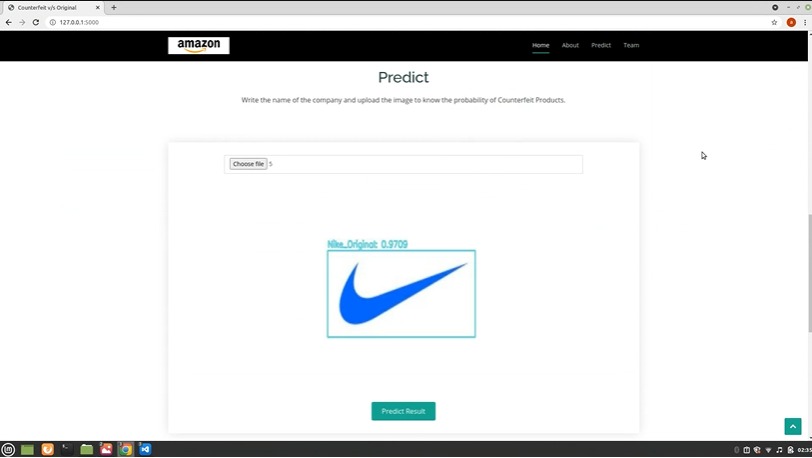 Counterfeit v/s Original
127.0.0.1:5000
amazon
Home About Predict Team
Predict
Write the name of the company and upload the image to know the probability of Counterfeit Products.
Choose file 5
Nike_Original: 0.9709
Predict Result